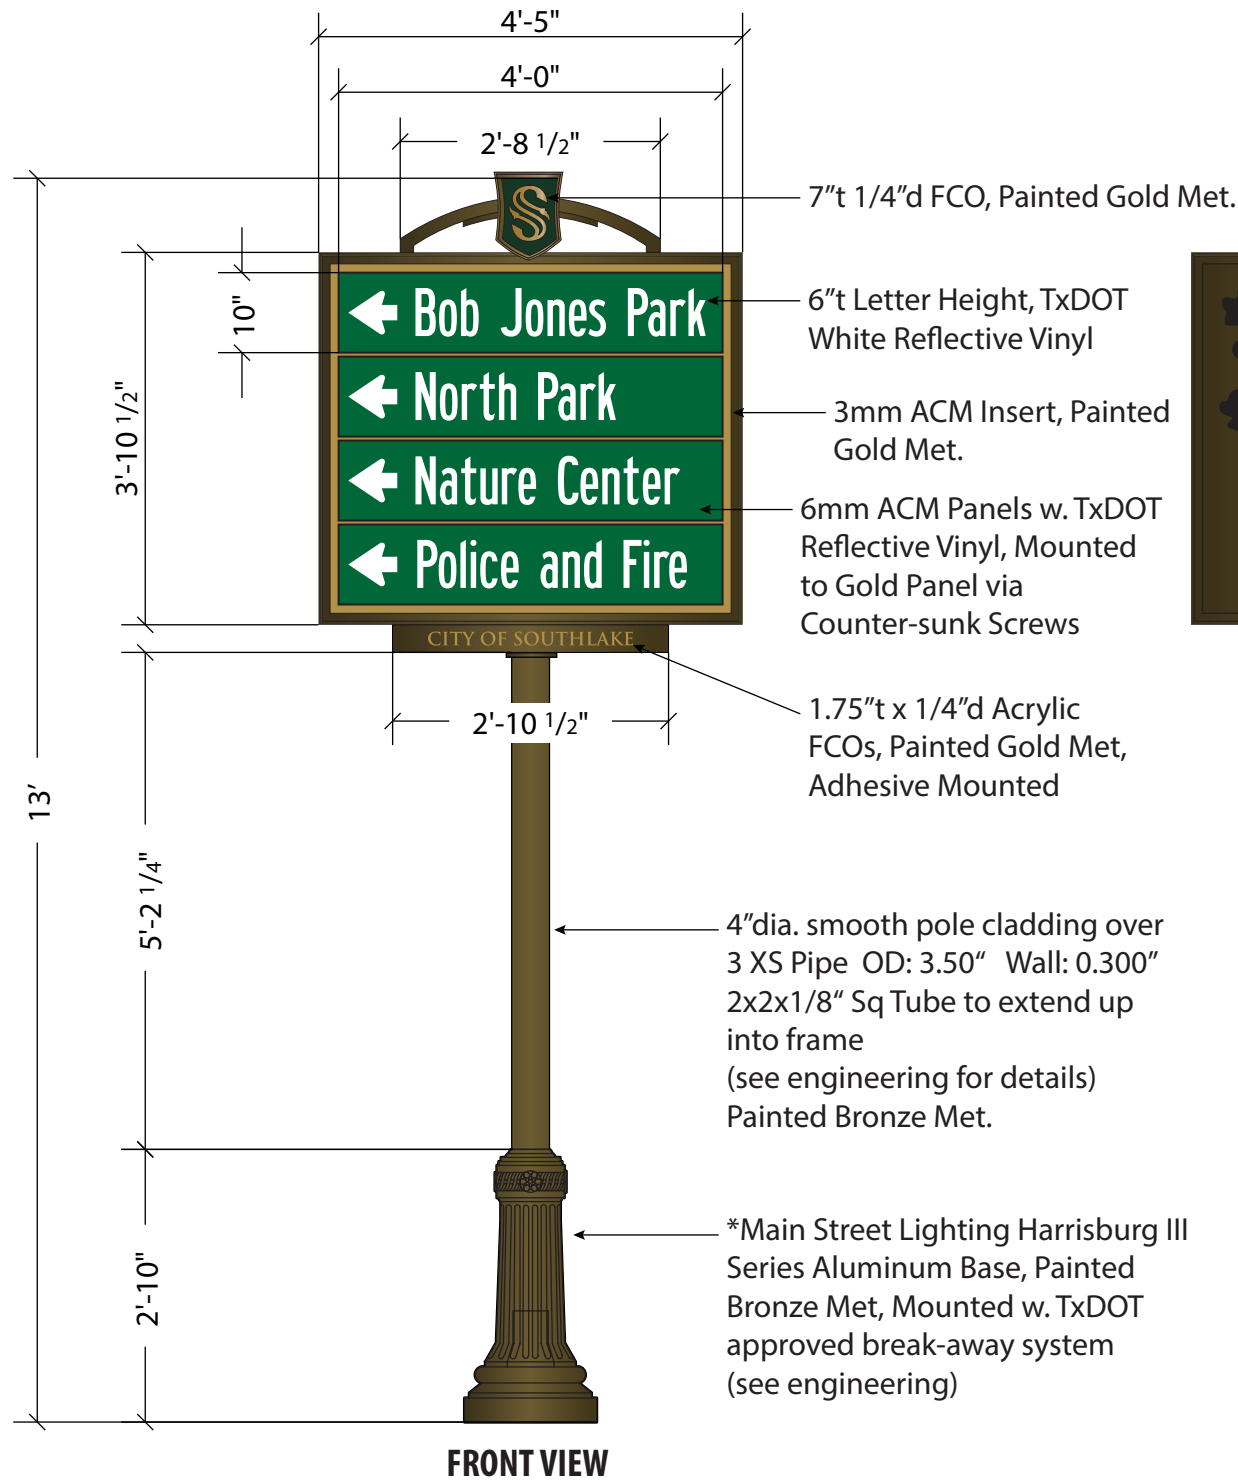 4'-5"
4'-0"
2'-8 1/2"
7”t 1/4”d FCO, Painted Gold Met.
S
10"
3'-10 1/2"
Bob Jones Park
North Park
Nature Center
Police and Fire
CITY OF SOUTHLAKE
6”t Letter Height, TxDOT
White Reflective Vinyl
3mm ACM Insert, Painted
Gold Met.
6mm ACM Panels w. TxDOT
Reflective Vinyl, Mounted
to Gold Panel via
Counter-sunk Screws
2'-10 1/2"
1.75”t x 1/4”d Acrylic
FCOs, Painted Gold Met,
Adhesive Mounted
13’
5'-2 1/4"
4”dia. smooth pole cladding over
3 XS Pipe OD: 3.50“ Wall: 0.300”
2x2x1/8“ Sq Tube to extend up
into frame
(see engineering for details)
Painted Bronze Met.
2'-10"
*Main Street Lighting Harrisburg III
Series Aluminum Base, Painted
Bronze Met, Mounted w. TxDOT
approved break-away system
(see engineering)
FRONT VIEW